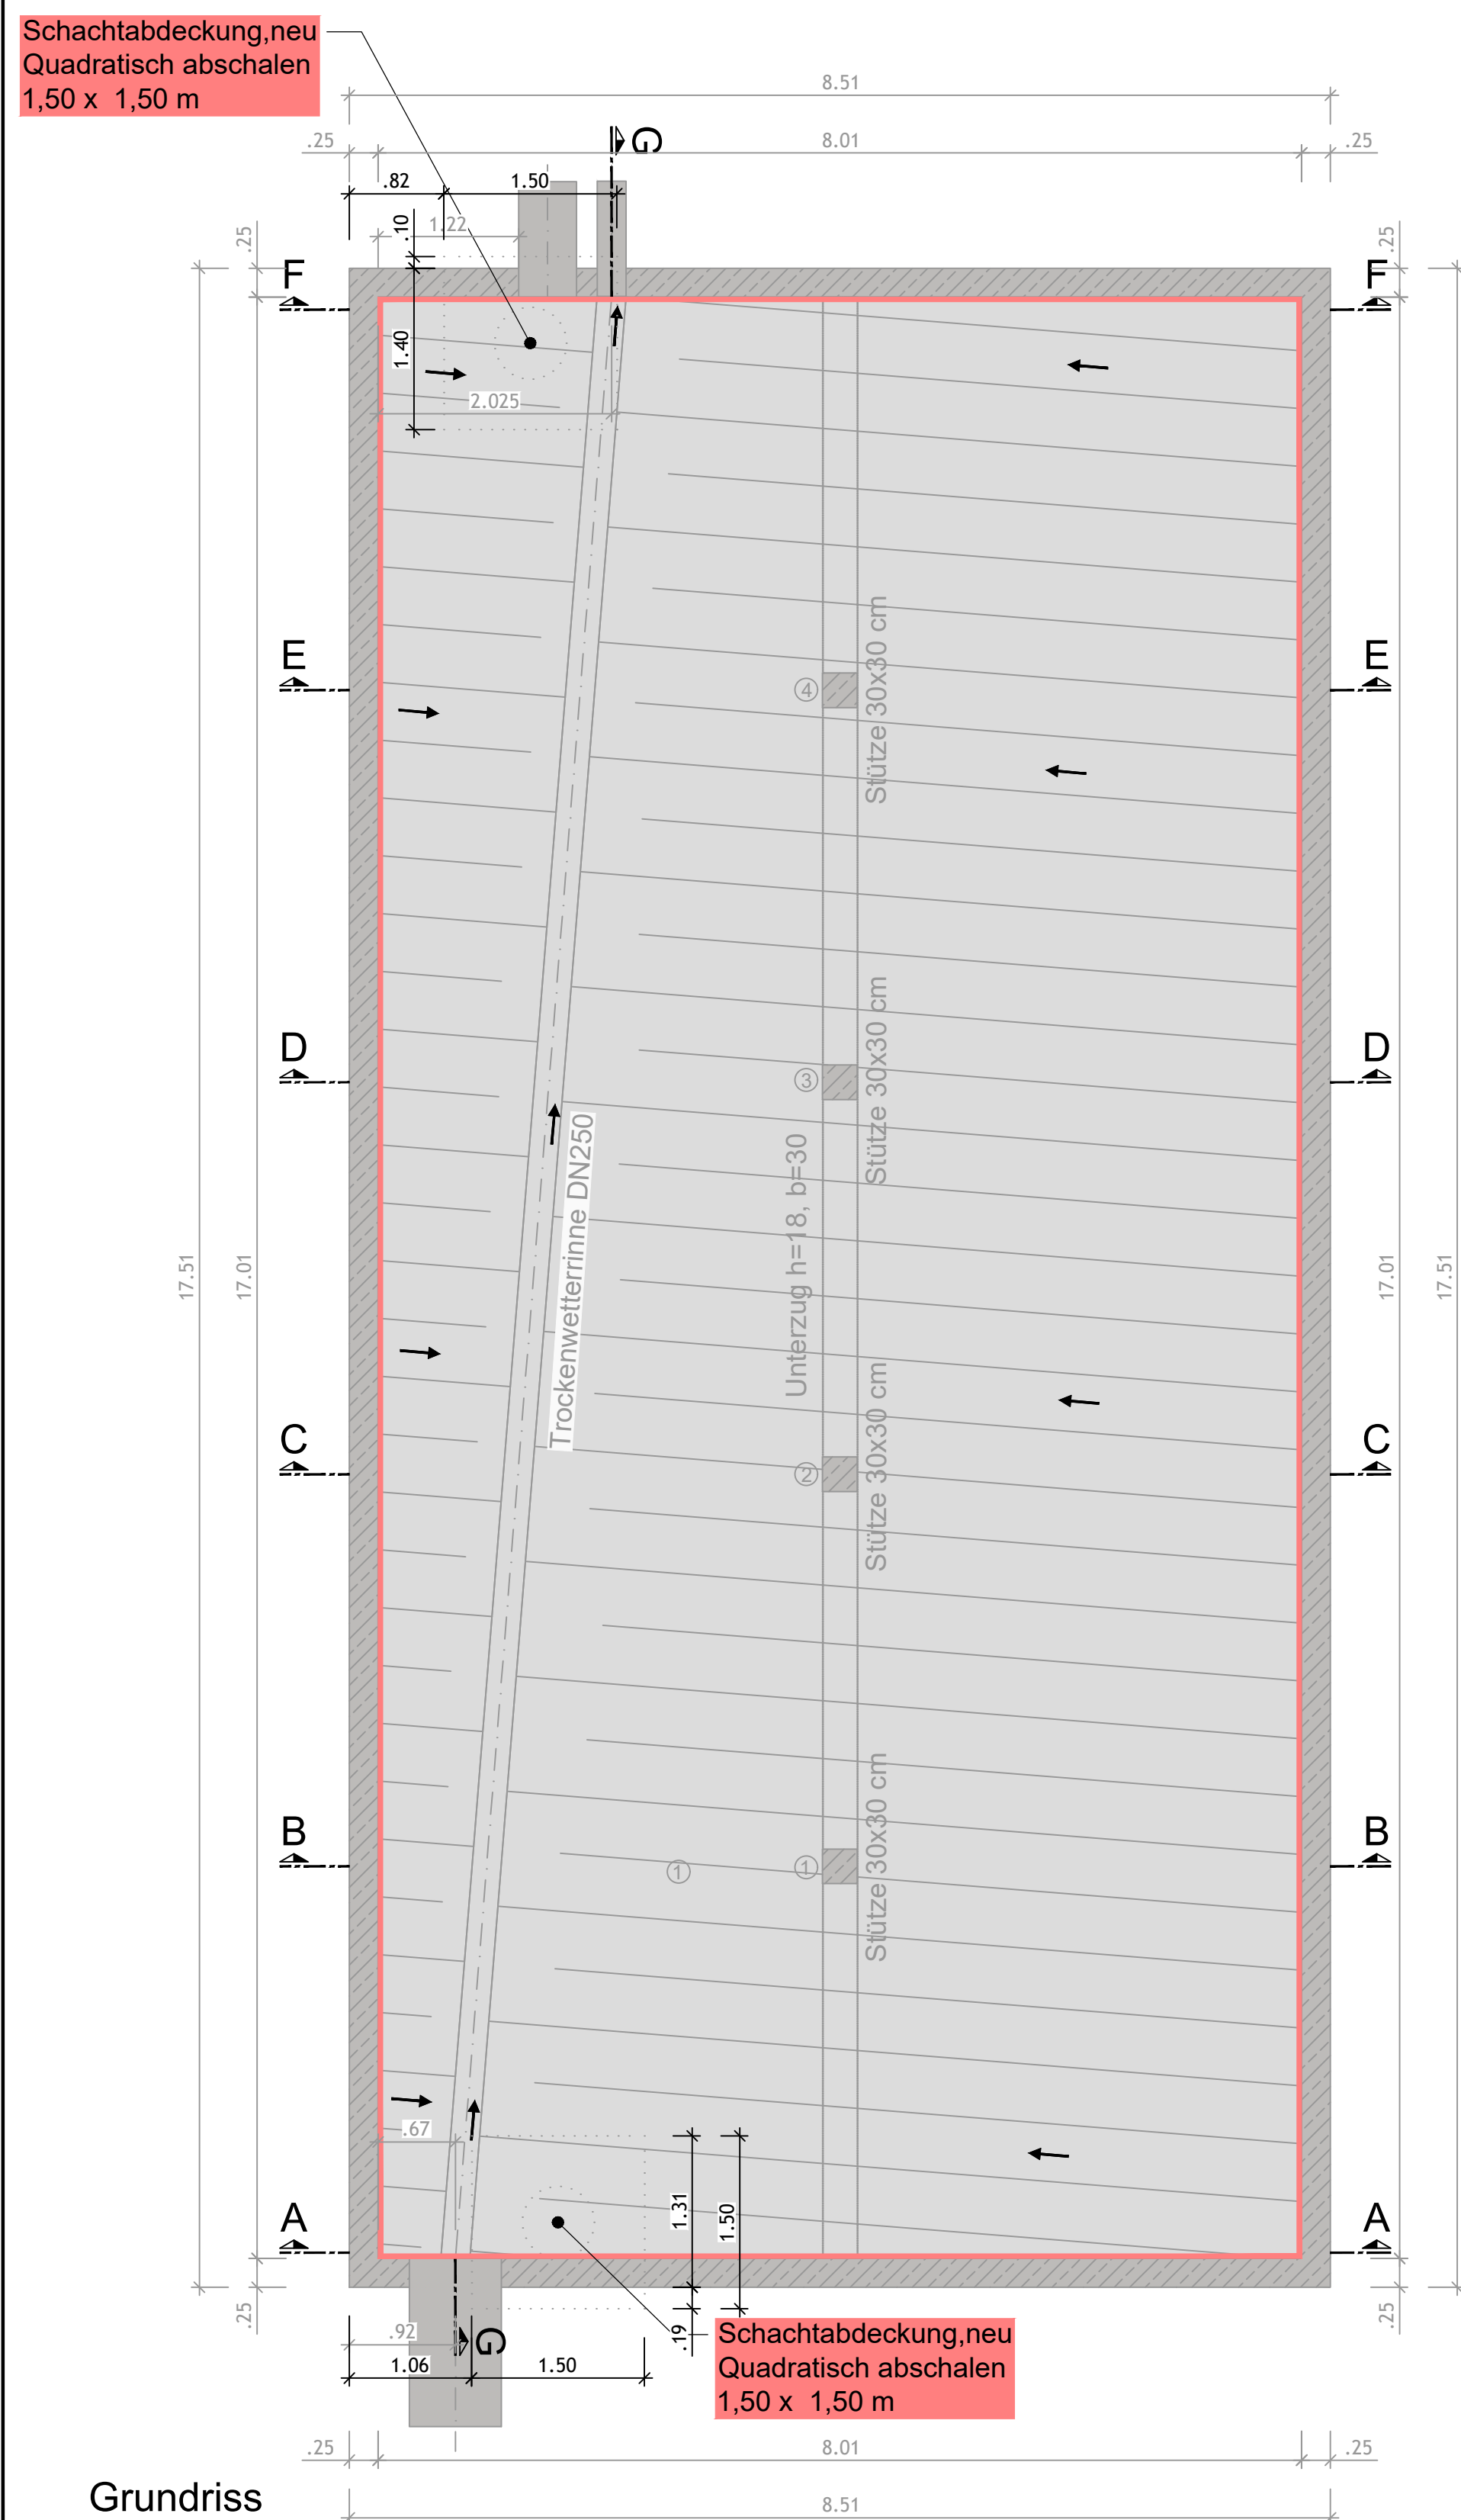 Schachtabdeckung,neu
Quadratisch abschalen
1,50 x 1,50 m
8.51
.25
8.01
.25
G
.82
1.50
.10
1.22
.25
.25
F
F
1.40
2.025
E
E
4
Stütze 30x30 cm
D
D
3
Stütze 30x30 cm
Trockenwetterrinne DN250
Unterzug h=18, b=30
17.51
17.01
17.01
17.51
C
C
2
Stütze 30x30 cm
B
B
1
1
Stütze 30x30 cm
.67
A
A
1.31
1.50
.25
.25
.19
.92
G
1.06
1.50
Schachtabdeckung,neu
Quadratisch abschalen
1,50 x 1,50 m
.25
8.01
.25
Grundriss
8.51